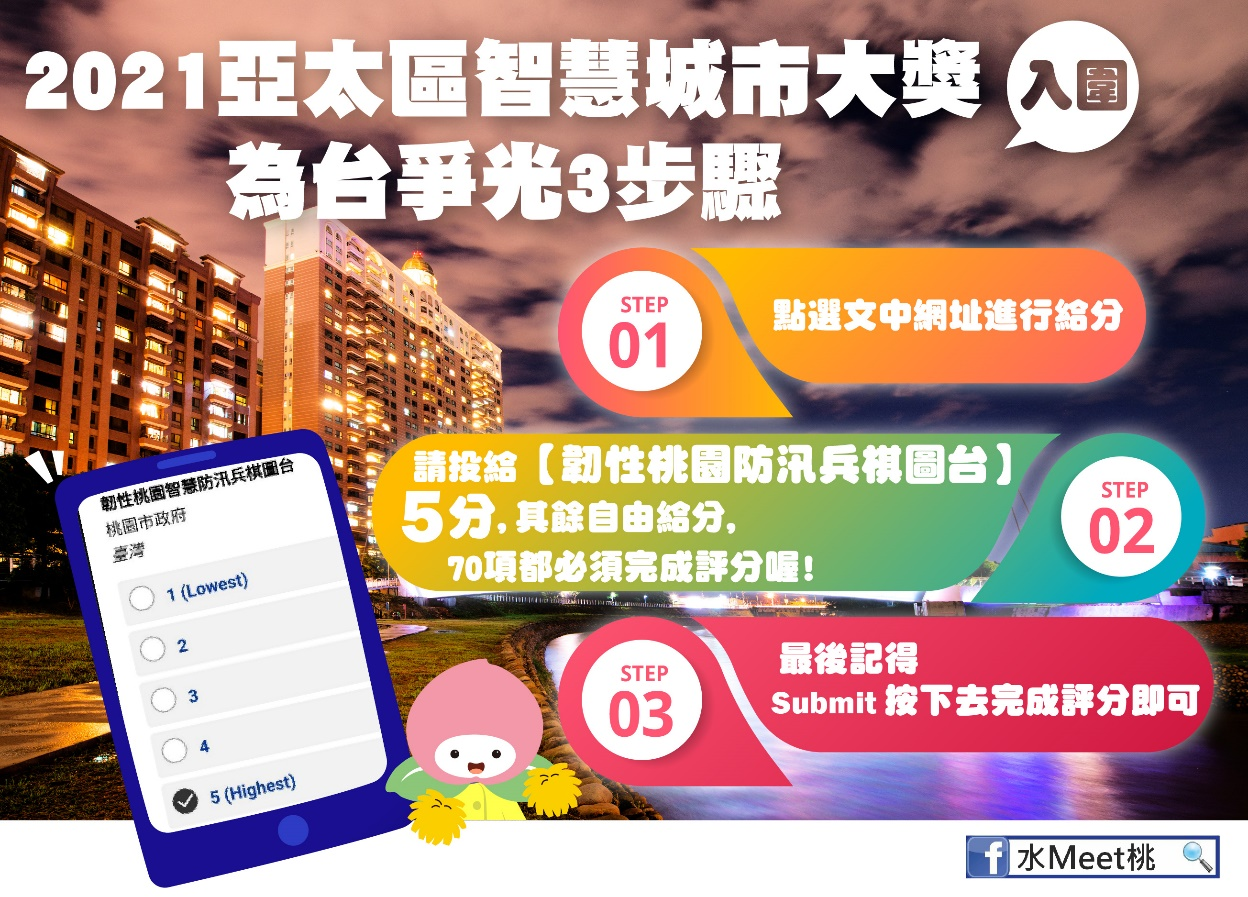 2021亞太區智慧城市大獎
入圍
為台爭光3步驟
STEP
01
點選文中網址進行給分
請投給【韌性桃園防汛兵棋圖台】
5分,其餘自由給分,
70項都必須完成評分喔!
STEP
02
STEP
03
最後記得
Submit 按下去完成評分即可
韌性桃園智慧防汛兵棋圖台
桃園市政府
臺灣
1 (Lowest)
2
3
4
5 (Highest)
f 水Meet桃